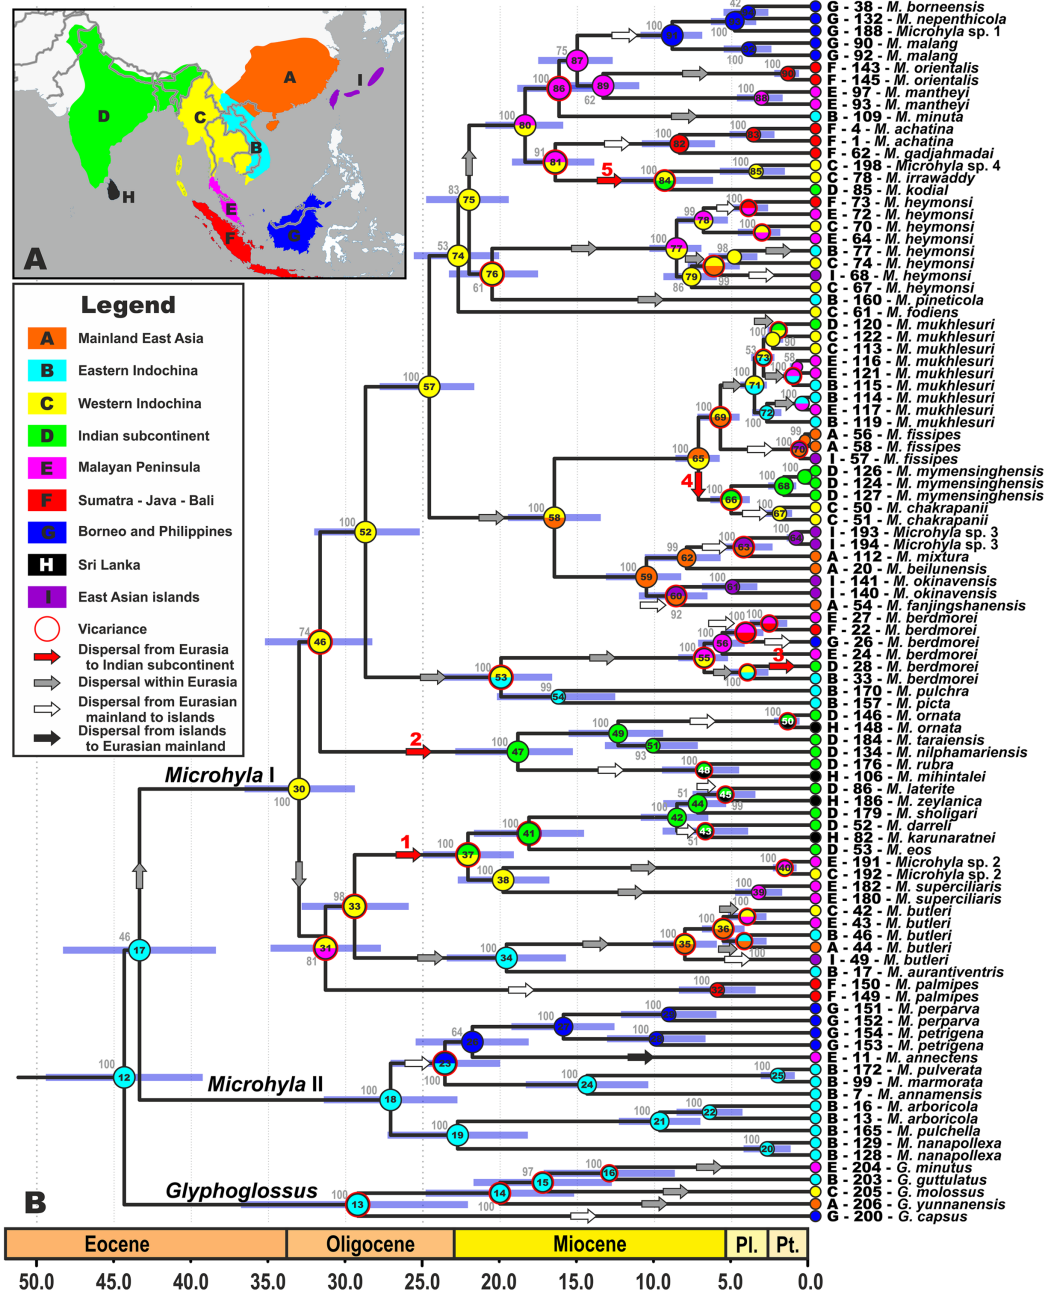 A
B
C
D
E
F
G
H
I
A
Legend
A Mainland East Asia
B Eastern Indochina
C Western Indochina
D Indian subcontinent
E Malayan Peninsula
F Sumatra - Java - Bali
G Borneo and Philippines
H Sri Lanka
I East Asian islands
Vicariance
Dispersal from Eurasia
to Indian subcontinent
Dispersal within Eurasia
Dispersal from Eurasian
mainland to islands
Dispersal from islands
to Eurasian mainland
G - 38 - M. borneensis
G - 132 - M. nepenthicola
G - 188 - Microhyla sp. 1
G - 90 - M. malang
G - 92 - M. malang
F - 143 - M. orientalis
F - 145 - M. orientalis
E - 97 - M. mantheyi
E - 93 - M. mantheyi
B - 109 - M. minuta
F - 4 - M. achatina
F - 1 - M. achatina
F - 62 - M. gadjahmadai
C - 198 - Microhyla sp. 4
C - 78 - M. irrawaddy
D - 85 - M. kodial
F - 73 - M. heymonsi
E - 72 - M. heymonsi
C - 70 - M. heymonsi
E - 64 - M. heymonsi
B - 77 - M. heymonsi
C - 74 - M. heymonsi
I - 68 - M. heymonsi
C - 67 - M. heymonsi
B - 160 - M. pineticola
C - 61 - M. fodiens
D - 120 - M. mukhlesuri
C - 122 - M. mukhlesuri
C - 113 - M. mukhlesuri
E - 116 - M. mukhlesuri
E - 121 - M. mukhlesuri
B - 115 - M. mukhlesuri
B - 114 - M. mukhlesuri
E - 117 - M. mukhlesuri
B - 119 - M. mukhlesuri
A - 56 - M. fissipes
A - 58 - M. fissipes
I - 57 - M. fissipes
D - 126 - M. mymensinghensis
D - 124 - M. mymensinghensis
D - 127 - M. mymensinghensis
C - 50 - M. chakrapanii
C - 51 - M. chakrapanii
I - 193 - Microhyla sp. 3
I - 194 - Microhyla sp. 3
A - 112 - M. mixtura
A - 20 - M. beilunensis
I - 141 - M. okinavensis
I - 140 - M. okinavensis
A - 54 - M. fanjingshanensis
E - 27 - M. berdmorei
F - 22 - M. berdmorei
G - 26 - M. berdmorei
E - 24 - M. berdmorei
D - 28 - M. berdmorei
B - 33 - M. berdmorei
B - 170 - M. pulchra
B - 157 - M. picta
D - 146 - M. ornata
H - 148 - M. ornata
D - 184 - M. taraiensis
D - 134 - M. nilphamariensis
D - 176 - M. rubra
H - 106 - M. mihintalei
D - 86 - M. laterite
H - 186 - M. zeylanica
D - 179 - M. sholigari
D - 52 - M. darreli
H - 82 - M. karunaratnei
D - 53 - M. eos
E - 191 - Microhyla sp. 2
C - 192 - Microhyla sp. 2
E - 182 - M. superciliaris
E - 180 - M. superciliaris
C - 42 - M. butleri
E - 43 - M. butleri
B - 46 - M. butleri
A - 44 - M. butleri
I - 49 - M. butleri
B - 17 - M. aurantiventris
F - 150 - M. palmipes
F - 149 - M. palmipes
G - 151 - M. perparva
G - 152 - M. perparva
G - 154 - M. petrigena
G - 153 - M. petrigena
E - 11 - M. annectens
B - 172 - M. pulverata
B - 99 - M. marmorata
B - 7 - M. annamensis
B - 16 - M. arboricola
B - 13 - M. arboricola
B - 165 - M. pulchella
B - 129 - M. nanapollexa
B - 128 - M. nanapollexa
E - 204 - G. minutus
B - 203 - G. guttulatus
C - 205 - G. molossus
A - 206 - G. yunnanensis
G - 200 - G. capsus
Microhyla I
Microhyla II
Glyphoglossus
1
2
3
4
5
B
Eocene Oligocene Miocene Pl. Pt.
50.0 45.0 40.0 35.0 30.0 25.0 20.0 15.0 10.0 5.0 0.0